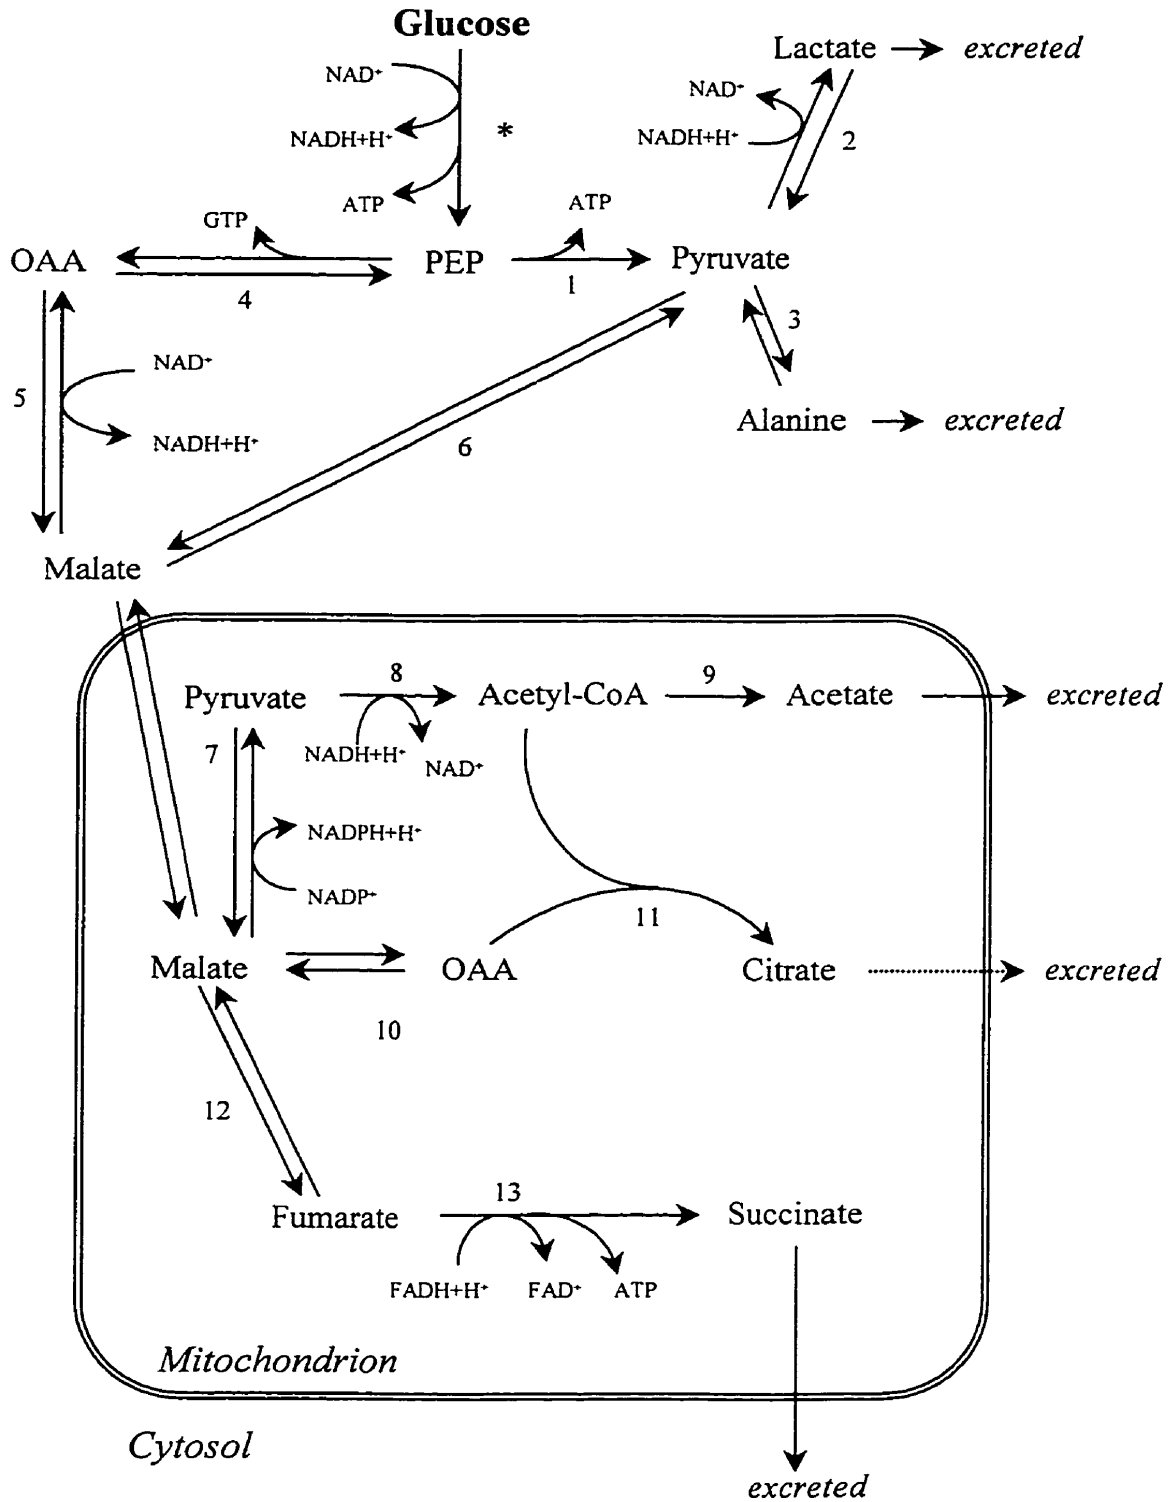 Glucose
Lactate
excreted
NAD+
NAD+
NADH+H+
*
NADH+H+
2
ATP
GTP
ATP
OAA
PEP
Pyruvate
4
1
3
NAD+
5
Alanine
excreted
NADH+H+
6
Malate
8
9
Pyruvate
Acetyl-CoA
Acetate
excreted
7
NADH+H+
NAD+
NADPH+H+
NADP+
11
Malate
OAA
Citrate
excreted
10
12
13
Fumarate
Succinate
FADH+H+
FAD+
ATP
Mitochondrion
Cytosol
excreted